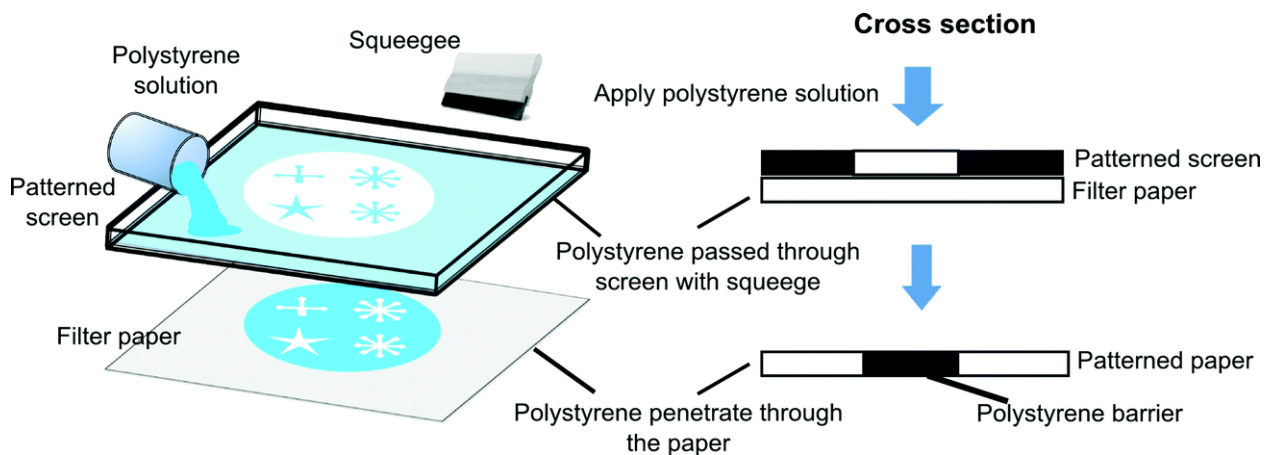 Polystyrene
solution
Squeegee
Patterned
screen
Filter paper
Polystyrene passed through
screen with squeege
Polystyrene penetrate through
the paper
Cross section
Apply polystyrene solution
Patterned screen
Filter paper
Patterned paper
Polystyrene barrier